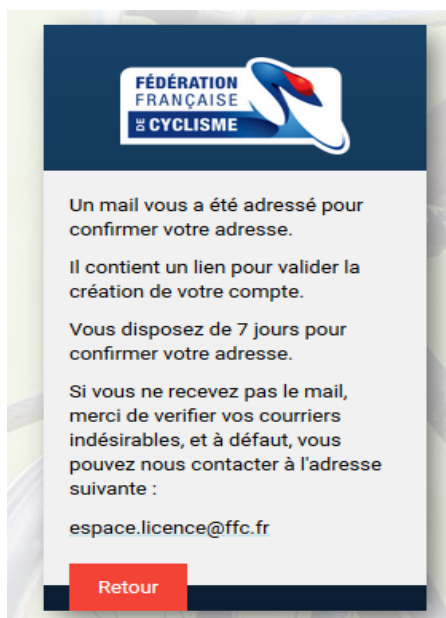 FÉDÉRATION
FRANÇAISE
DE CYCLISME
Un mail vous a été adressé pour
confirmer votre adresse.
Il contient un lien pour valider la
création de votre compte.
Vous disposez de 7 jours pour
confirmer votre adresse.
Si vous ne recevez pas le mail,
merci de verifier vos courriers
indésirables, et à défaut, vous
pouvez nous contacter à l'adresse
suivante :
espace.licence@ffc.fr
Retour